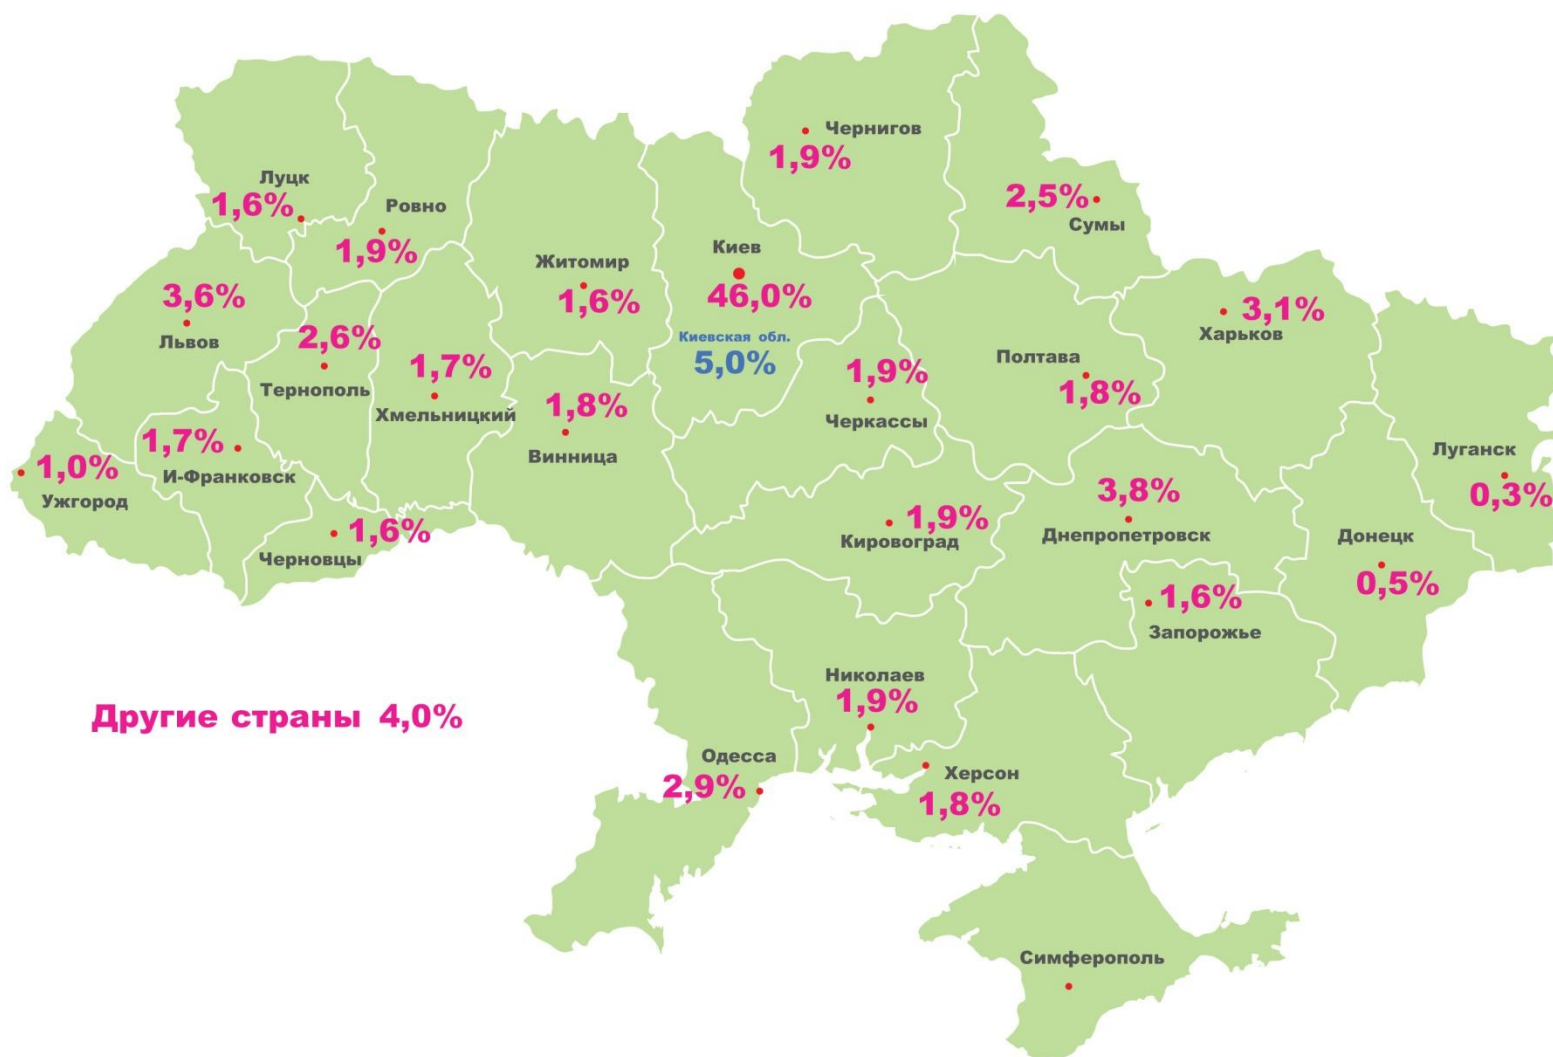 Чернигов
1,9%
Луцк
1,6%
Ровно
1,9%
2,5%
Сумы
Киев
46,0%
Киевская обл.
5,0%
Житомир
1,6%
3,6%
Львов
2,6%
Тернополь
1,7%
Хмельницкий
1,8%
Винница
1,9%
Черкассы
Полтава
1,8%
3,1%
Харьков
1,7%
И-Франковск
1,0%
Ужгород
1,6%
Черновцы
1,9%
Кировоград
3,8%
Днепропетровск
Луганск
0,3%
Донецк
0,5%
1,6%
Запорожье
Николаев
1,9%
Другие страны 4,0%
Одесса
2,9%
Херсон
1,8%
Симферополь